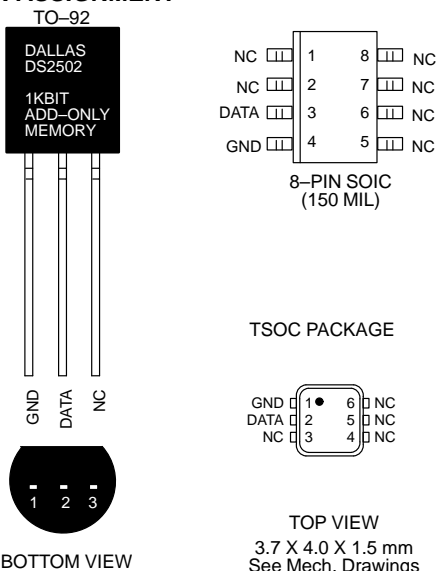 TO–92
DALLAS
DS2502
1KBIT
ADD–ONLY
MEMORY
GND
DATA
NC
1 2 3
BOTTOM VIEW
NC 1 8 NC
NC 2 7 NC
DATA 3 6 NC
GND 4 5 NC
8–PIN SOIC
(150 MIL)
TSOC PACKAGE
GND 1 6 NC
DATA 2 5 NC
NC 3 4 NC
TOP VIEW
3.7 X 4.0 X 1.5 mm
See Mech. Drawings